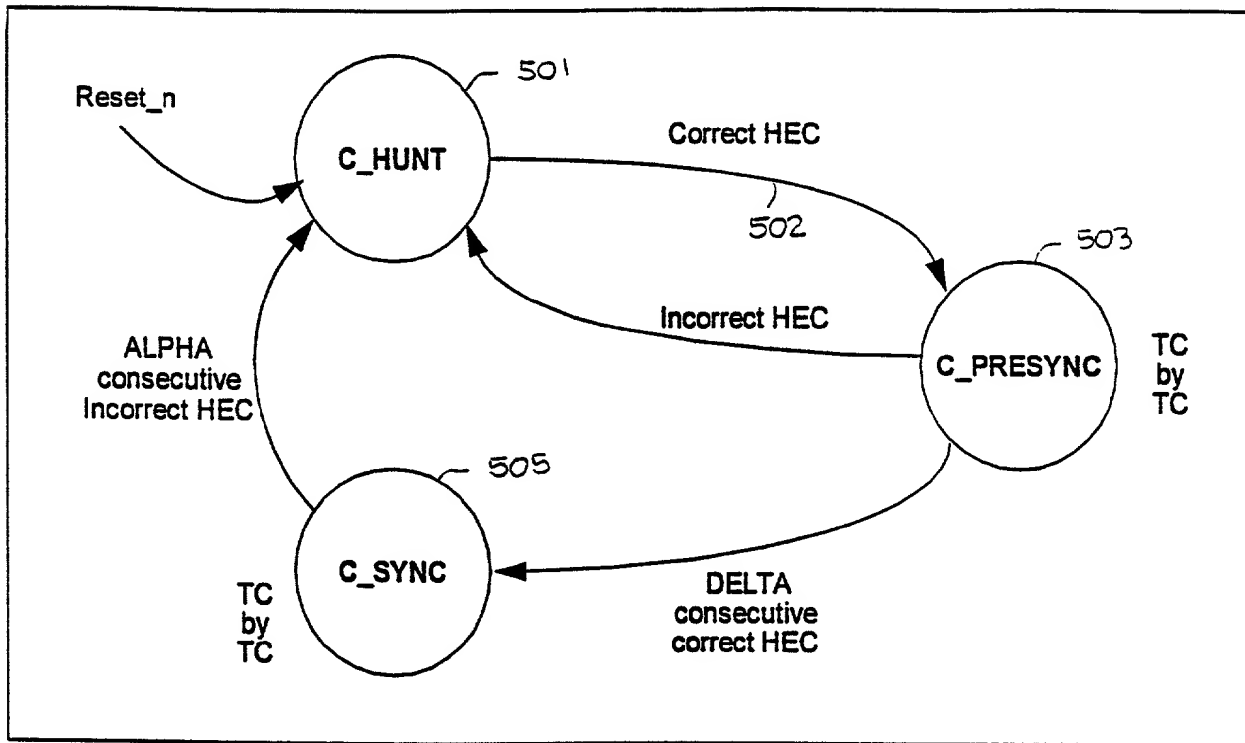 501
Reset_n
C_HUNT
Correct HEC
502
503
Incorrect HEC
C_PRESYNC
TC
by
TC
ALPHA
consecutive
Incorrect HEC
505
C_SYNC
TC
by
TC
DELTA
consecutive
correct HEC